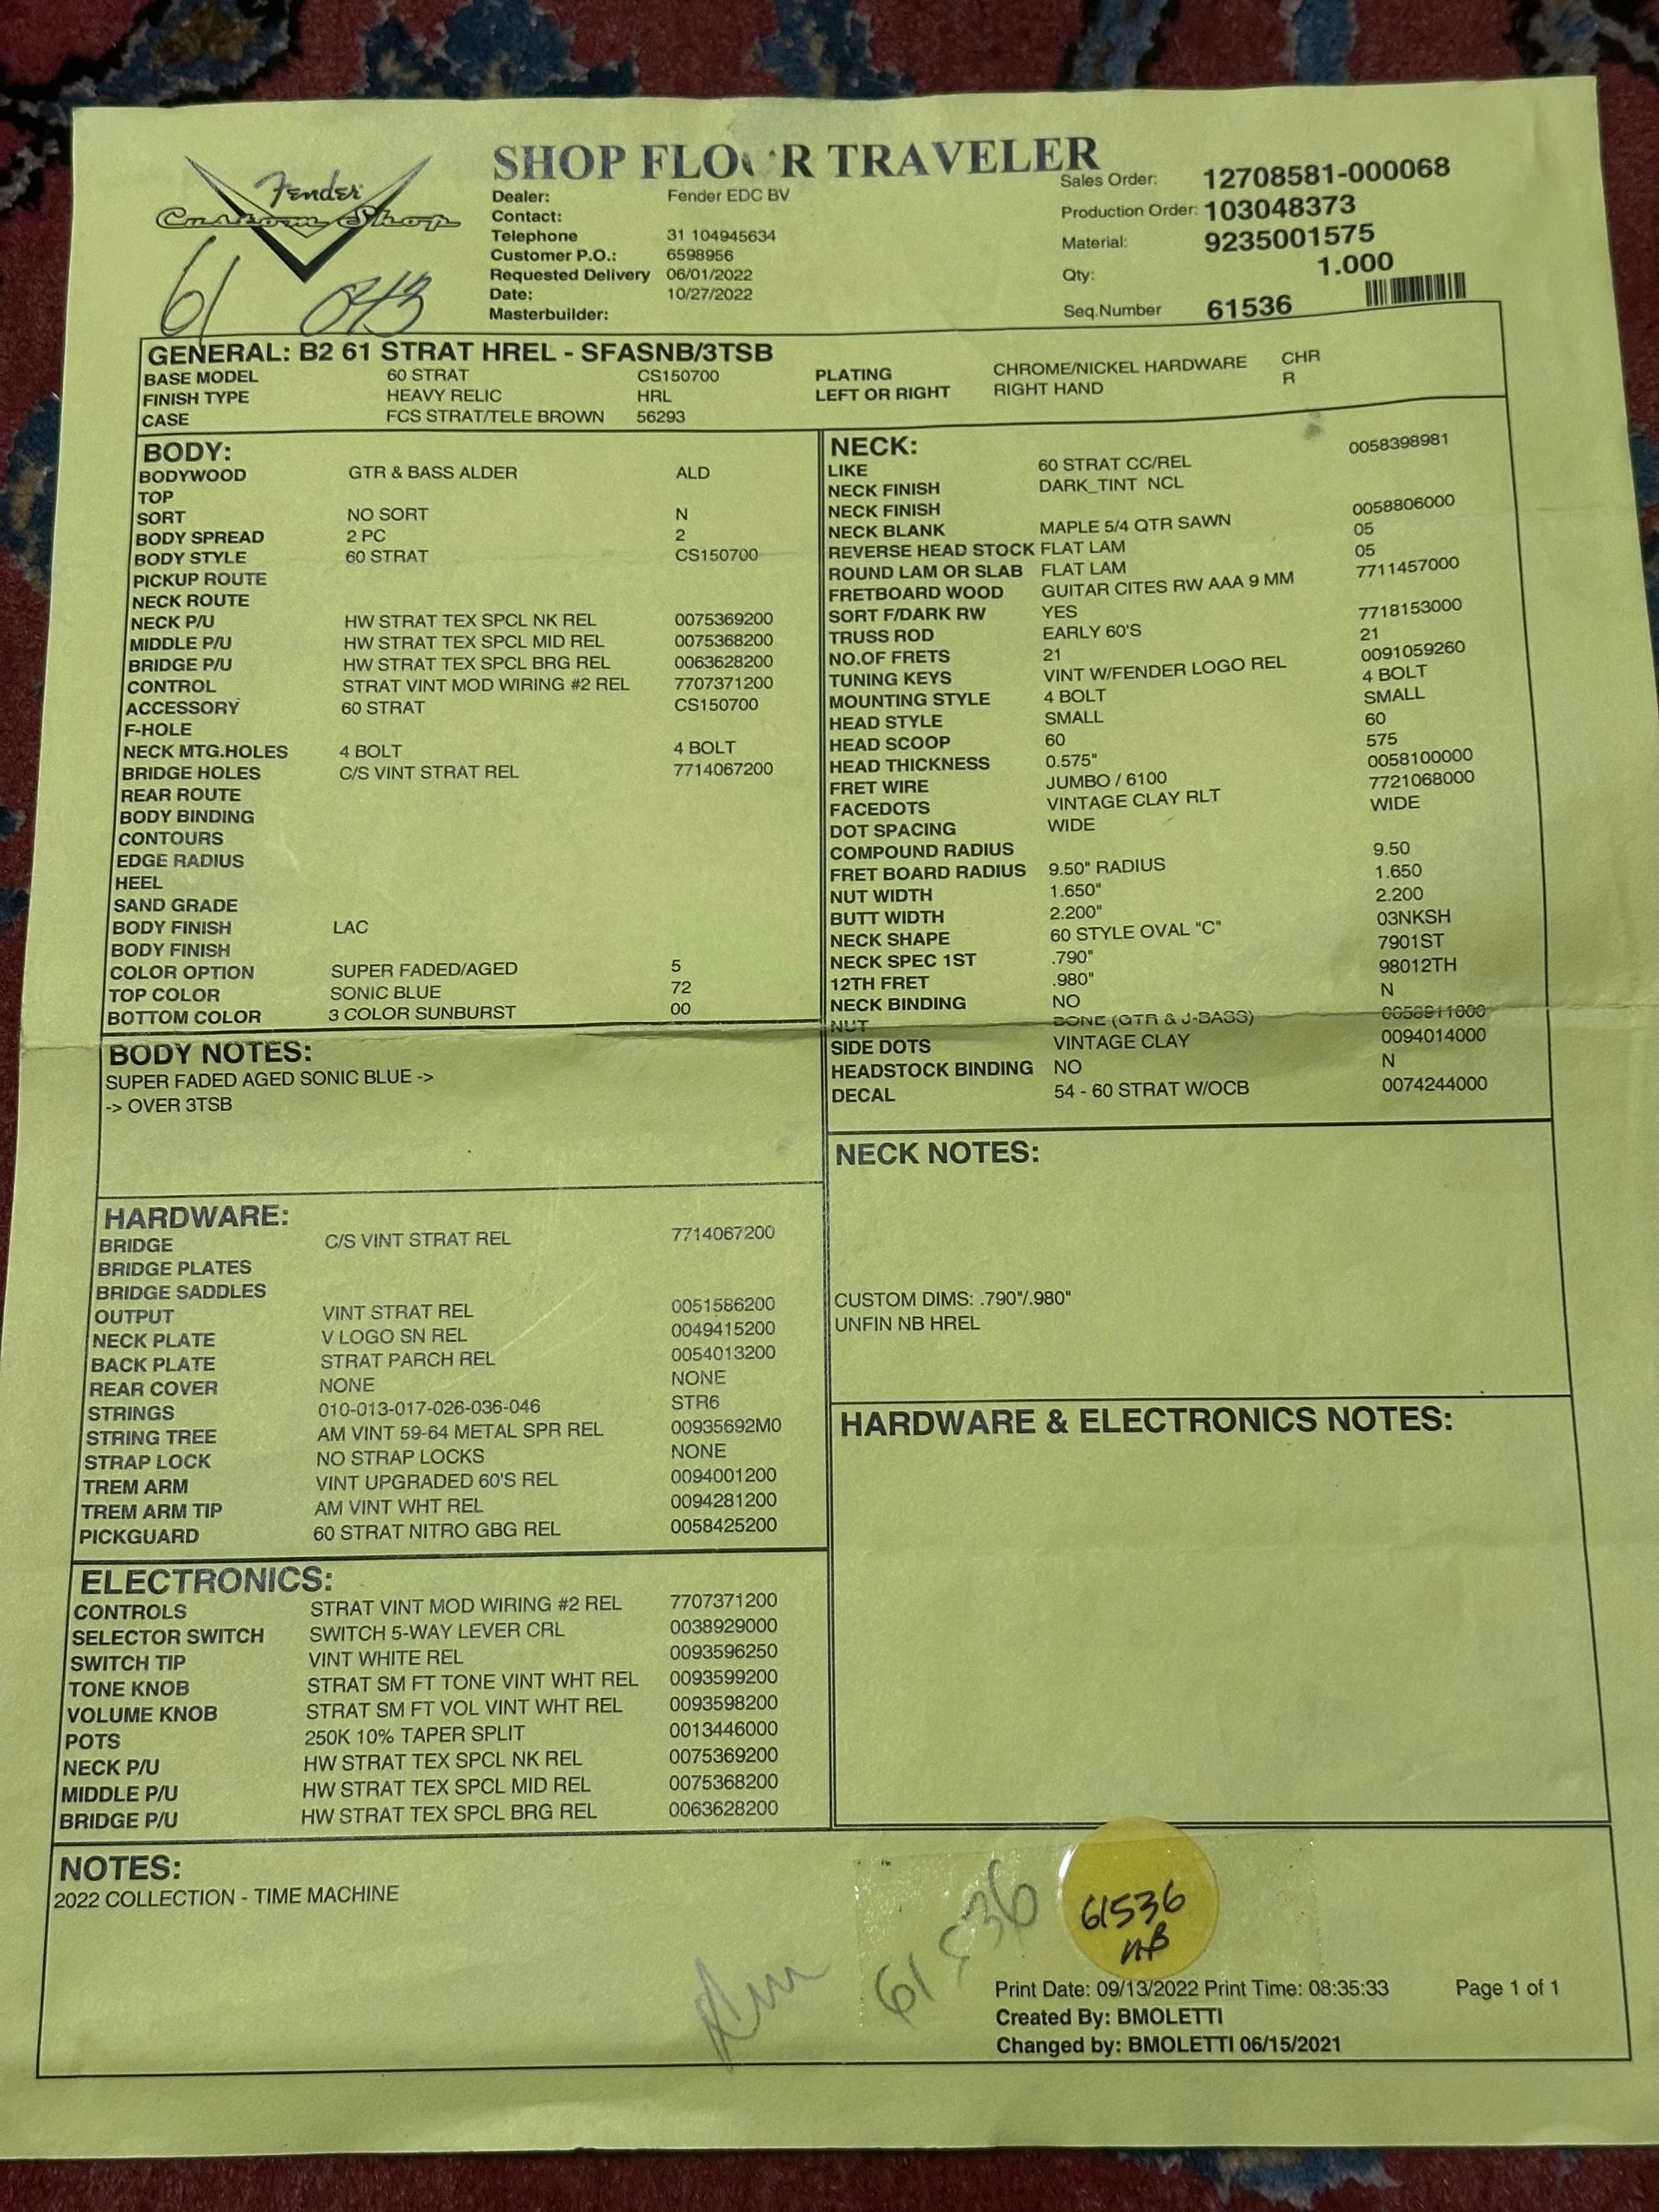 SHOP FLOOR TRAVELER
Fender
Custom Shop
61 043
Dealer: Fender EDC BV
Contact:
Telephone 31 104945634
Customer P.O.: 6598956
Requested Delivery 06/01/2022
Date: 10/27/2022
Masterbuilder:
Sales Order: 12708581-000068
Production Order: 103048373
Material: 9235001575
Qty: 1.000
Seq.Number 61536
GENERAL: B2 61 STRAT HREL - SFASNB/3TSB
BASE MODEL 60 STRAT CS150700 PLATING CHROME/NICKEL HARDWARE CHR
FINISH TYPE HEAVY RELIC HRL LEFT OR RIGHT RIGHT HAND R
CASE FCS STRAT/TELE BROWN 56293
BODY:
BODYWOOD GTR & BASS ALDER ALD
TOP
SORT NO SORT N
BODY SPREAD 2 PC 2
BODY STYLE 60 STRAT CS150700
PICKUP ROUTE
NECK ROUTE
NECK P/U HW STRAT TEX SPCL NK REL 0075369200
MIDDLE P/U HW STRAT TEX SPCL MID REL 0075368200
BRIDGE P/U HW STRAT TEX SPCL BRG REL 0063628200
CONTROL STRAT VINT MOD WIRING #2 REL 7707371200
ACCESSORY 60 STRAT CS150700
F-HOLE
NECK MTG.HOLES 4 BOLT 4 BOLT
BRIDGE HOLES C/S VINT STRAT REL 7714067200
REAR ROUTE
BODY BINDING
CONTOURS
EDGE RADIUS
HEEL
SAND GRADE
BODY FINISH LAC
BODY FINISH
COLOR OPTION SUPER FADED/AGED 5
TOP COLOR SONIC BLUE 72
BOTTOM COLOR 3 COLOR SUNBURST 00
BODY NOTES:
SUPER FADED AGED SONIC BLUE ->
-> OVER 3TSB
HARDWARE:
BRIDGE C/S VINT STRAT REL 7714067200
BRIDGE PLATES
BRIDGE SADDLES
OUTPUT VINT STRAT REL 0051586200
NECK PLATE V LOGO SN REL 0049415200
BACK PLATE STRAT PARCH REL 0054013200
REAR COVER NONE NONE
STRINGS 010-013-017-026-036-046 STR6
STRING TREE AM VINT 59-64 METAL SPR REL 00935692M0
STRAP LOCK NO STRAP LOCKS NONE
TREM ARM VINT UPGRADED 60'S REL 0094001200
TREM ARM TIP AM VINT WHT REL 0094281200
PICKGUARD 60 STRAT NITRO GBG REL 0058425200
ELECTRONICS:
CONTROLS STRAT VINT MOD WIRING #2 REL 7707371200
SELECTOR SWITCH SWITCH 5-WAY LEVER CRL 0038929000
SWITCH TIP VINT WHITE REL 0093596250
TONE KNOB STRAT SM FT TONE VINT WHT REL 0093599200
VOLUME KNOB STRAT SM FT VOL VINT WHT REL 0093598200
POTS 250K 10% TAPER SPLIT 0013446000
NECK P/U HW STRAT TEX SPCL NK REL 0075369200
MIDDLE P/U HW STRAT TEX SPCL MID REL 0075368200
BRIDGE P/U HW STRAT TEX SPCL BRG REL 0063628200
NECK: 0058398981
LIKE 60 STRAT CC/REL
NECK FINISH DARK_TINT NCL
NECK FINISH 0058806000
NECK BLANK MAPLE 5/4 QTR SAWN 05
REVERSE HEAD STOCK FLAT LAM 05
ROUND LAM OR SLAB FLAT LAM 7711457000
FRETBOARD WOOD GUITAR CITES RW AAA 9 MM
SORT F/DARK RW YES 7718153000
TRUSS ROD EARLY 60'S 21
NO.OF FRETS 21 0091059260
TUNING KEYS VINT W/FENDER LOGO REL 4 BOLT
MOUNTING STYLE 4 BOLT SMALL
HEAD STYLE SMALL 60
HEAD SCOOP 60 575
HEAD THICKNESS 0.575" 0058100000
FRET WIRE JUMBO / 6100 7721068000
FACEDOTS VINTAGE CLAY RLT WIDE
DOT SPACING WIDE
COMPOUND RADIUS 9.50
FRET BOARD RADIUS 9.50" RADIUS 1.650
NUT WIDTH 1.650" 2.200
BUTT WIDTH 2.200" 03NKSH
NECK SHAPE 60 STYLE OVAL "C" 7901ST
NECK SPEC 1ST .790" 98012TH
12TH FRET .980" N
NECK BINDING NO
NUT BONE (GTR & J-BASS) 0058911000
SIDE DOTS VINTAGE CLAY 0094014000
HEADSTOCK BINDING NO N
DECAL 54 - 60 STRAT W/OCB 0074244000
NECK NOTES:
CUSTOM DIMS: .790"/.980"
UNFIN NB HREL
HARDWARE & ELECTRONICS NOTES:
NOTES:
2022 COLLECTION - TIME MACHINE
61536
61536
NB
Print Date: 09/13/2022 Print Time: 08:35:33 Page 1 of 1
Created By: BMOLETTI
Changed by: BMOLETTI 06/15/2021